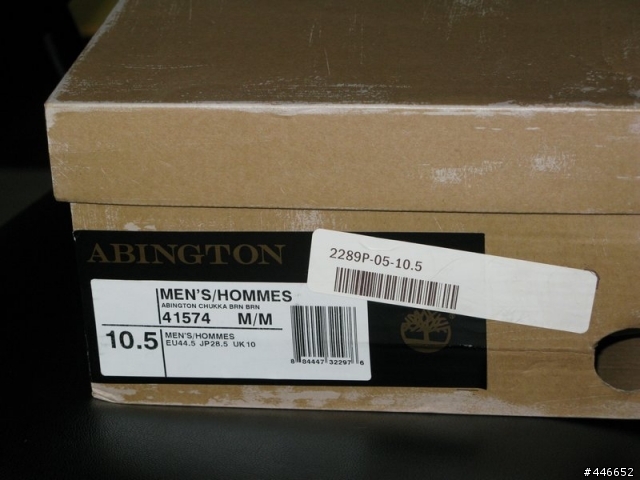 ABINGTON
2289P-05-10.5
MEN'S/HOMMES
ABINGTON CHUKKA BRN BRN
41574 M/M
10.5
MEN'S/HOMMES
EU44.5 JP28.5 UK10
8 84447 32297 6
#446652